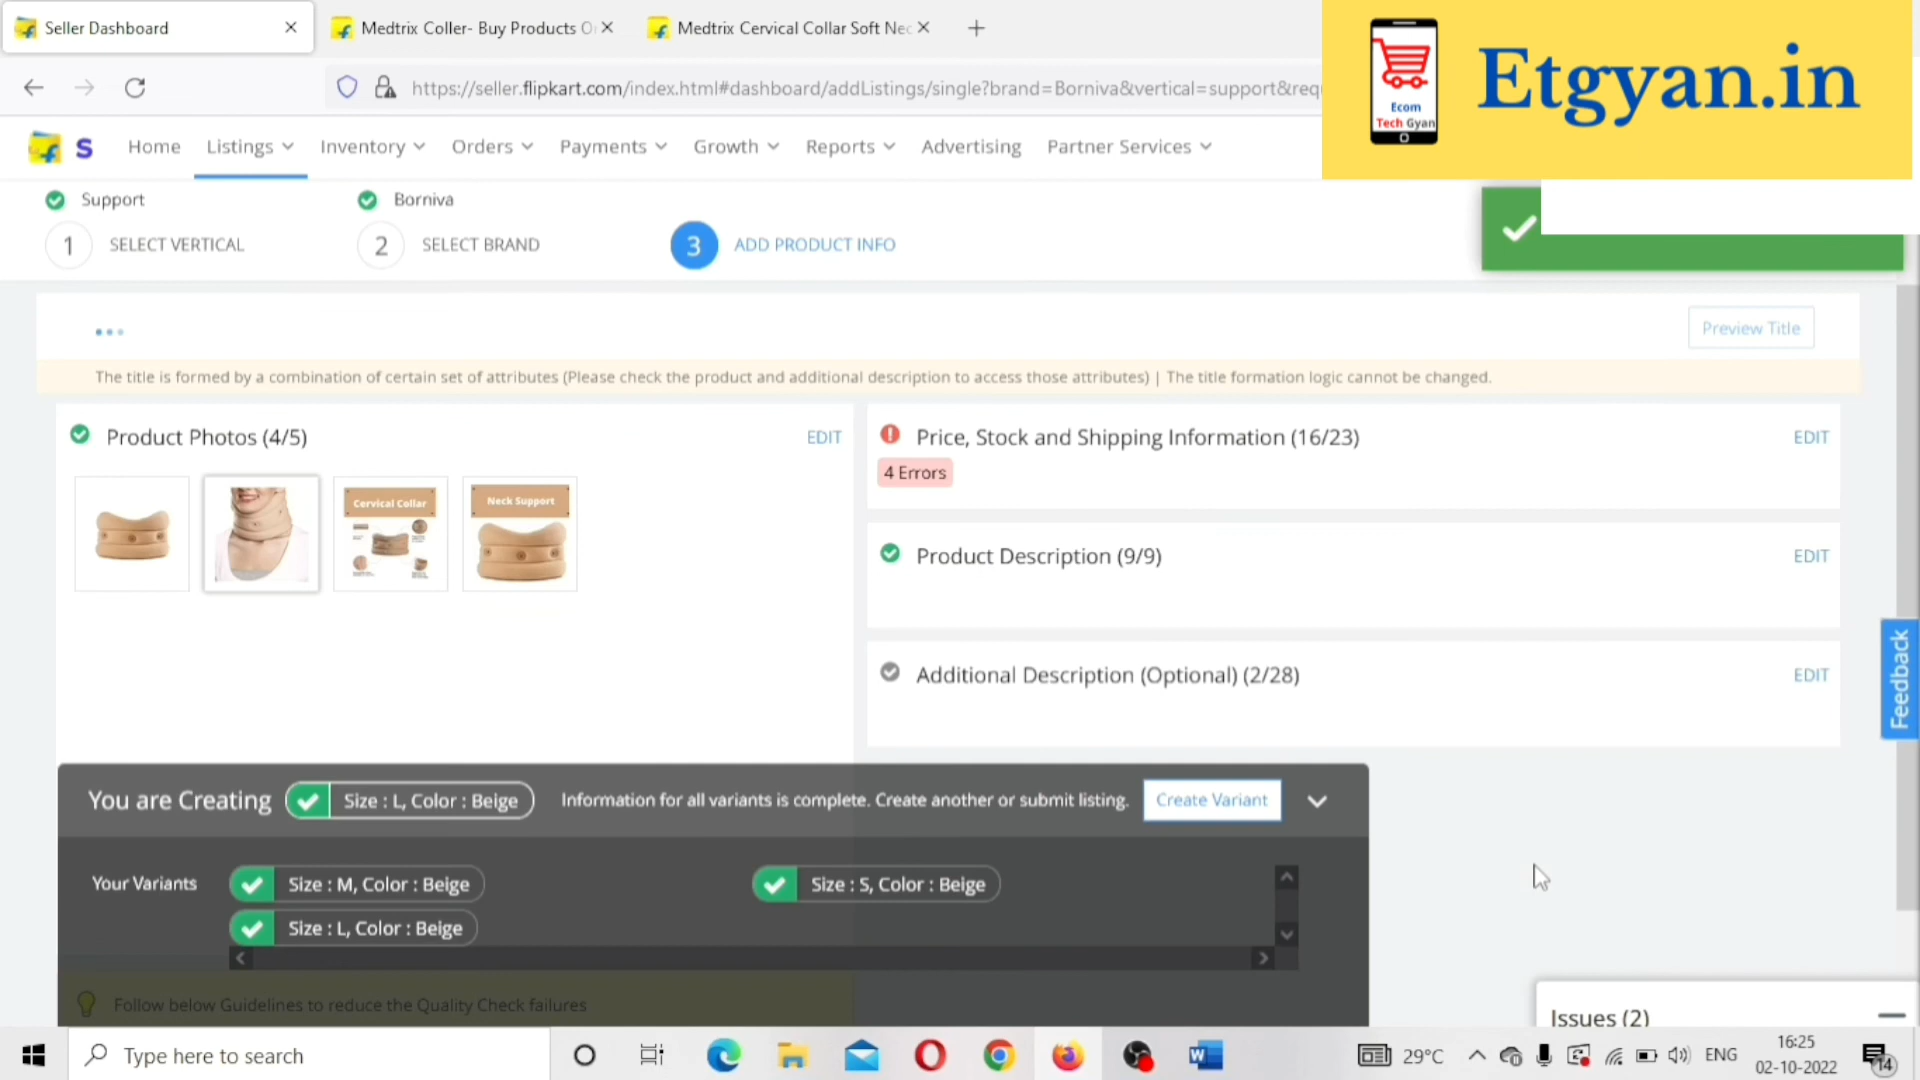 Seller Dashboard
Medtrix Coller- Buy Products O
Medtrix Cervical Collar Soft Nec
https://seller.flipkart.com/index.html#dashboard/addListings/single?brand=Borniva&vertical=support&requ
Ecom
Tech Gyan
Etgyan.in
Home Listings Inventory Orders Payments Growth Reports Advertising Partner Services
Support
Borniva
1 SELECT VERTICAL
2 SELECT BRAND
3 ADD PRODUCT INFO
Preview Title
The title is formed by a combination of certain set of attributes (Please check the product and additional description to access those attributes) | The title formation logic cannot be changed.
Product Photos (4/5)
EDIT
Cervical Collar
Neck Support
Price, Stock and Shipping Information (16/23)
EDIT
4 Errors
Product Description (9/9)
EDIT
Additional Description (Optional) (2/28)
EDIT
Feedback
You are Creating
Size : L, Color : Beige
Information for all variants is complete. Create another or submit listing.
Create Variant
Your Variants
Size : M, Color : Beige
Size : S, Color : Beige
Size : L, Color : Beige
Follow below Guidelines to reduce the Quality Check failures
Issues (2)
Type here to search
29°C
ENG
16:25
02-10-2022
14